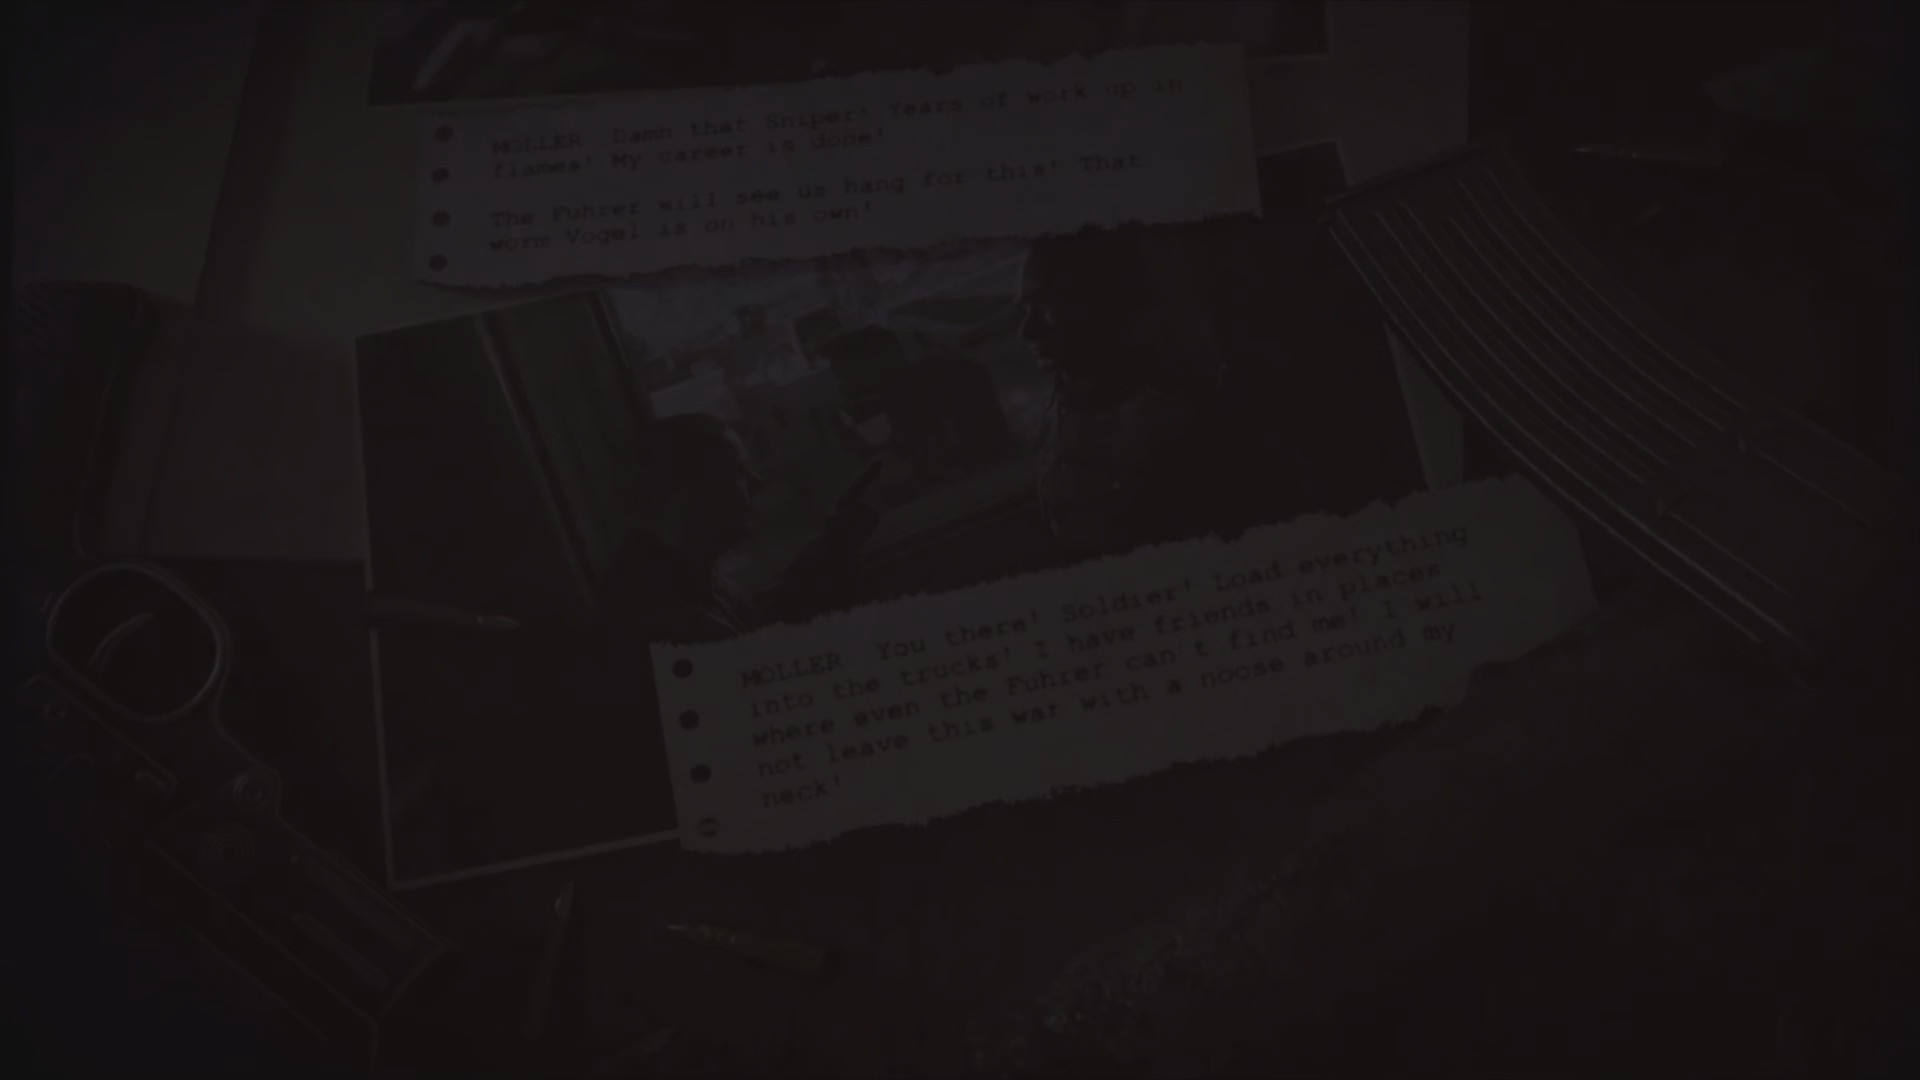 MOLLER Damn that Sniper! Years of work up in
flames! My career is done!
The Fuhrer will see us hang for this! That
worm Vogel is on his own!
MOLLER You there! Soldier! Load everything
into the trucks! I have friends in places
where even the Fuhrer can't find me! I will
not leave this war with a noose around my
neck!